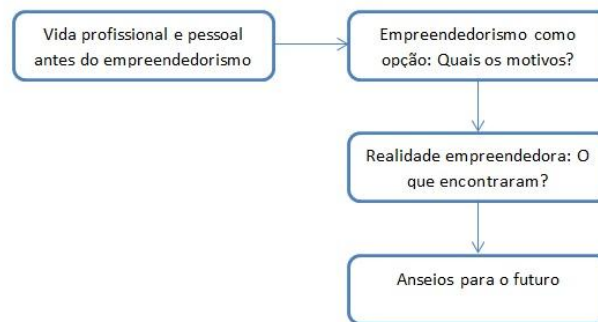 Vida profissional e pessoal
antes do empreendedorismo
Empreendedorismo como
opção: Quais os motivos?
Realidade empreendedora: O
que encontraram?
Anseios para o futuro